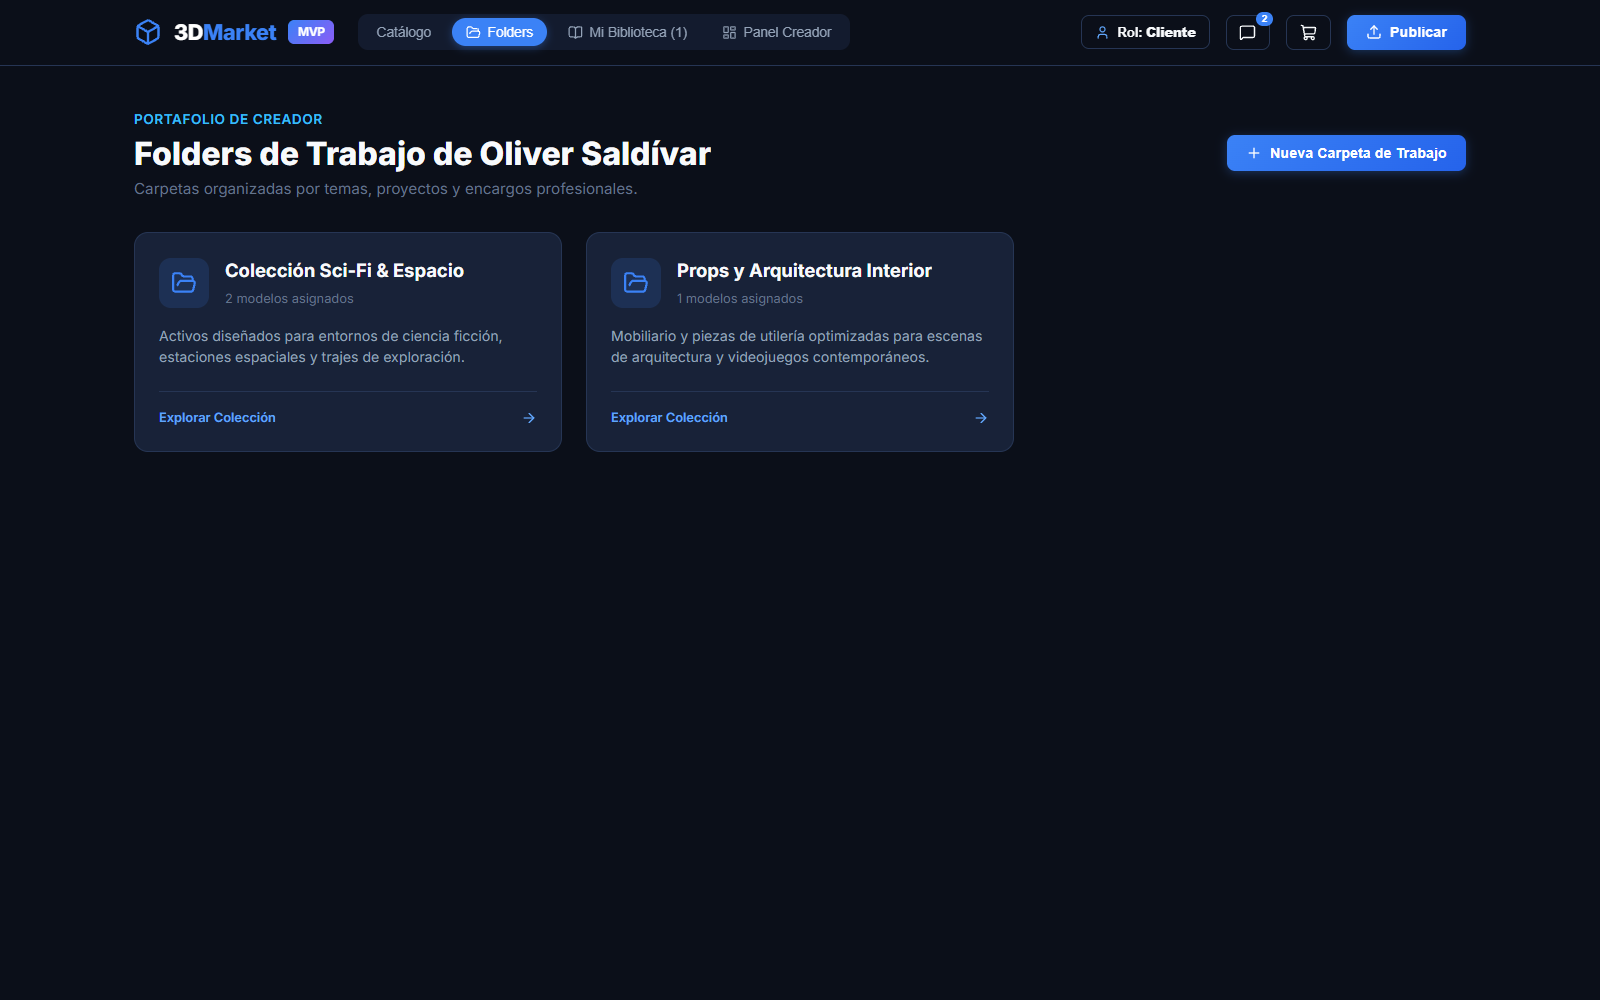 3DMarket MVP Catálogo Folders Mi Biblioteca (1) Panel Creador Rol: Cliente 2 Publicar
PORTAFOLIO DE CREADOR
Folders de Trabajo de Oliver Saldívar
Carpetas organizadas por temas, proyectos y encargos profesionales.
Nueva Carpeta de Trabajo
Colección Sci-Fi & Espacio
2 modelos asignados
Activos diseñados para entornos de ciencia ficción,
estaciones espaciales y trajes de exploración.
Explorar Colección
Props y Arquitectura Interior
1 modelos asignados
Mobiliario y piezas de utilería optimizadas para escenas
de arquitectura y videojuegos contemporáneos.
Explorar Colección